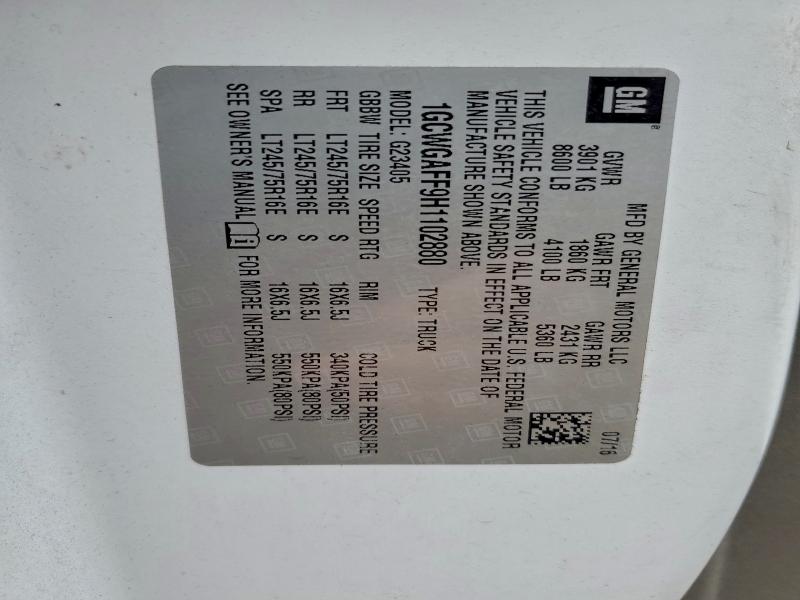 GM®
MFD BY GENERAL MOTORS LLC 07/16
GVWR GAWR FRT GAWR RR
3901 KG 1860 KG 2431 KG
8600 LB 4100 LB 5360 LB
THIS VEHICLE CONFORMS TO ALL APPLICABLE U.S. FEDERAL MOTOR
VEHICLE SAFETY STANDARDS IN EFFECT ON THE DATE OF
MANUFACTURE SHOWN ABOVE.
1GCWGAFF9H1102880 TYPE: TRUCK
MODEL: G23405
GBBW TIRE SIZE SPEED RTG RIM COLD TIRE PRESSURE
FRT LT245/75R16E S 16X6.5J 340KPA(50PSI)
RR LT245/75R16E S 16X6.5J 550KPA(80PSI)
SPA LT245/75R16E S 16X6.5J 550KPA(80PSI)
SEE OWNER'S MANUAL FOR MORE INFORMATION.